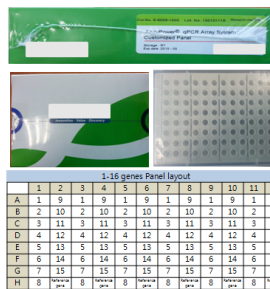 qPCR Array System
Customized Panel
1-16 genes Panel layout
1 2 3 4 5 6 7 8 9 10 11
A 1 9 1 9 1 9 1 9 1 9 1
B 2 10 2 10 2 10 2 10 2 10 2
C 3 11 3 11 3 11 3 11 3 11 3
D 4 12 4 12 4 12 4 12 4 12 4
E 5 13 5 13 5 13 5 13 5 13 5
F 6 14 6 14 6 14 6 14 6 14 6
G 7 15 7 15 7 15 7 15 7 15 7
H 8 Reference gene 8 Reference gene 8 Reference gene 8 Reference gene 8 Reference gene 8